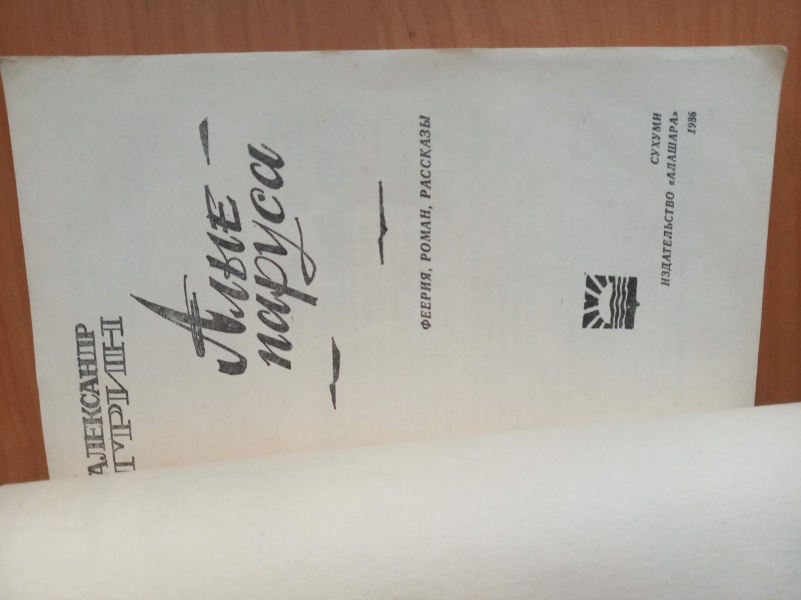 АЛЕКСАНДР
ГРИН
Алые
паруса
ФЕЕРИЯ, РОМАН, РАССКАЗЫ
СУХУМИ
ИЗДАТЕЛЬСТВО «АЛАШАРА»
1986